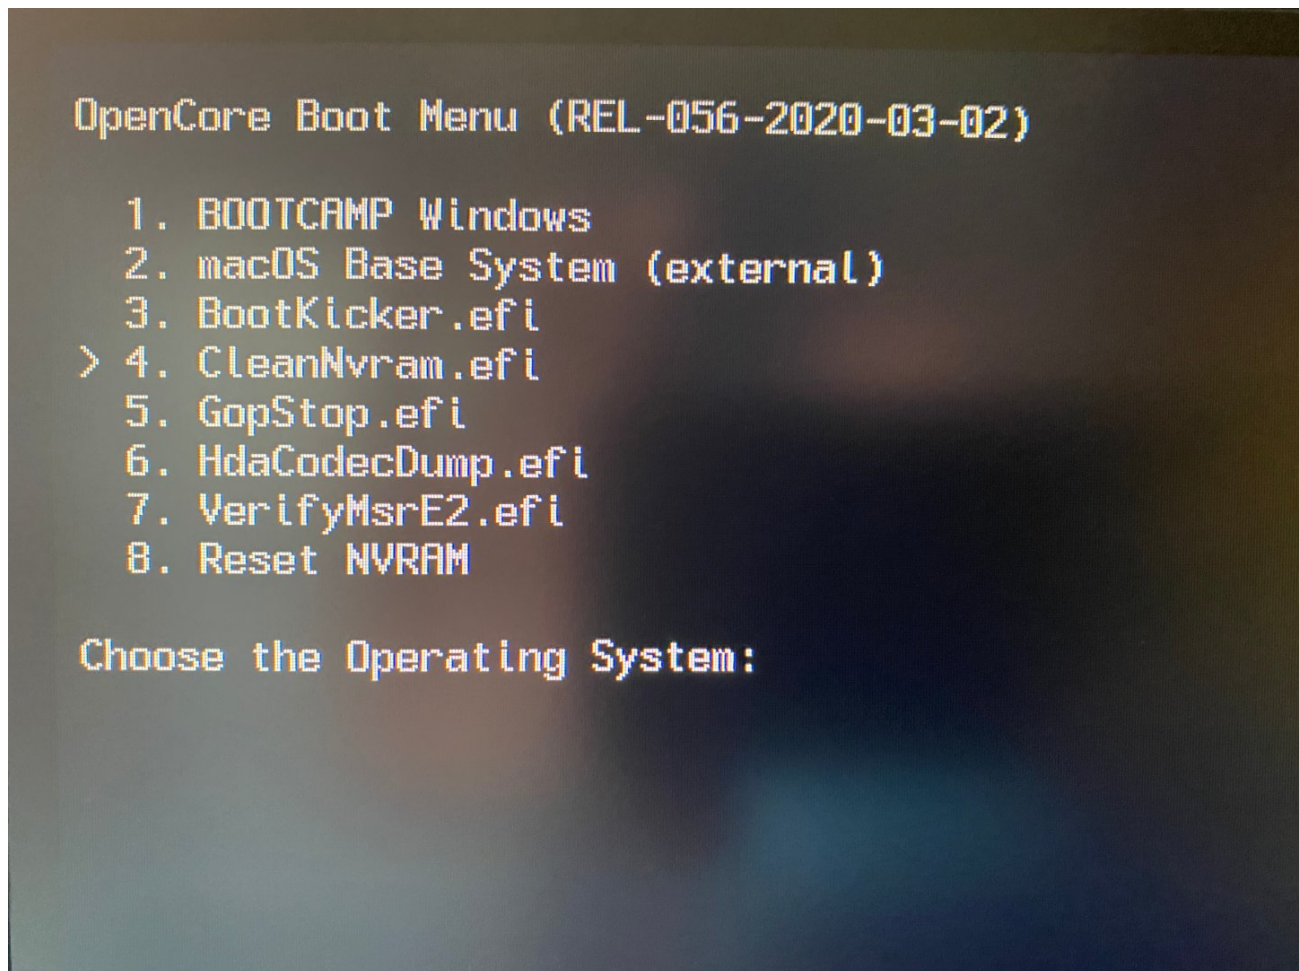 OpenCore Boot Menu (REL-056-2020-03-02)
1. BOOTCAMP Windows
2. macOS Base System (external)
3. BootKicker.efi
> 4. CleanNvram.efi
5. GopStop.efi
6. HdaCodecDump.efi
7. VerifyMsrE2.efi
8. Reset NVRAM
Choose the Operating System: